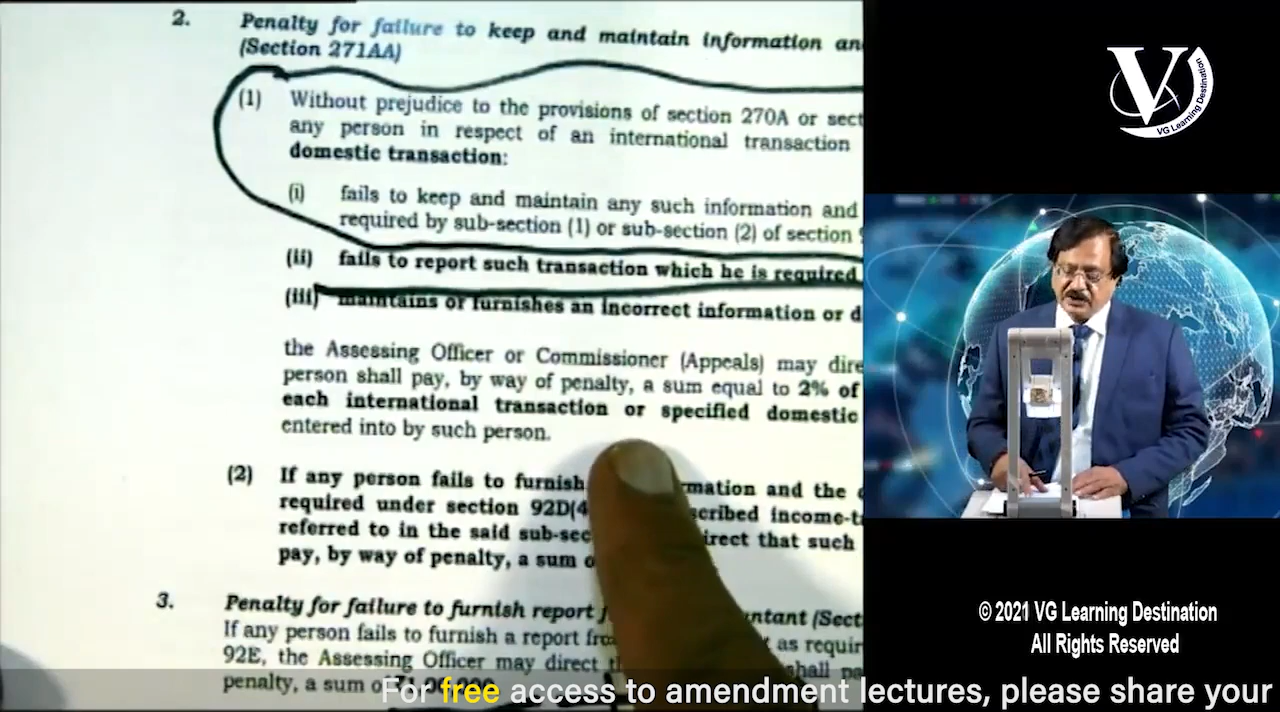 2. Penalty for failure to keep and maintain information an
(Section 271AA)
(1) Without prejudice to the provisions of section 270A or sect
any person in respect of an international transaction
domestic transaction:
(i) fails to keep and maintain any such information and
required by sub-section (1) or sub-section (2) of section
(ii) fails to report such transaction which he is required
(iii) maintains or furnishes an incorrect information or d
the Assessing Officer or Commissioner (Appeals) may dire
person shall pay, by way of penalty, a sum equal to 2% of
each international transaction or specified domestic
entered into by such person.
(2) If any person fails to furnish rmation and the
required under section 92D(4 scribed income-t
referred to in the said sub-sec irect that such
pay, by way of penalty, a sum o
3. Penalty for failure to furnish report ntant (Sect
If any person fails to furnish a report fro as requir
92E, the Assessing Officer may direct t shall pa
penalty, a sum o
V
VG Learning Destination
© 2021 VG Learning Destination
All Rights Reserved
For free access to amendment lectures, please share your